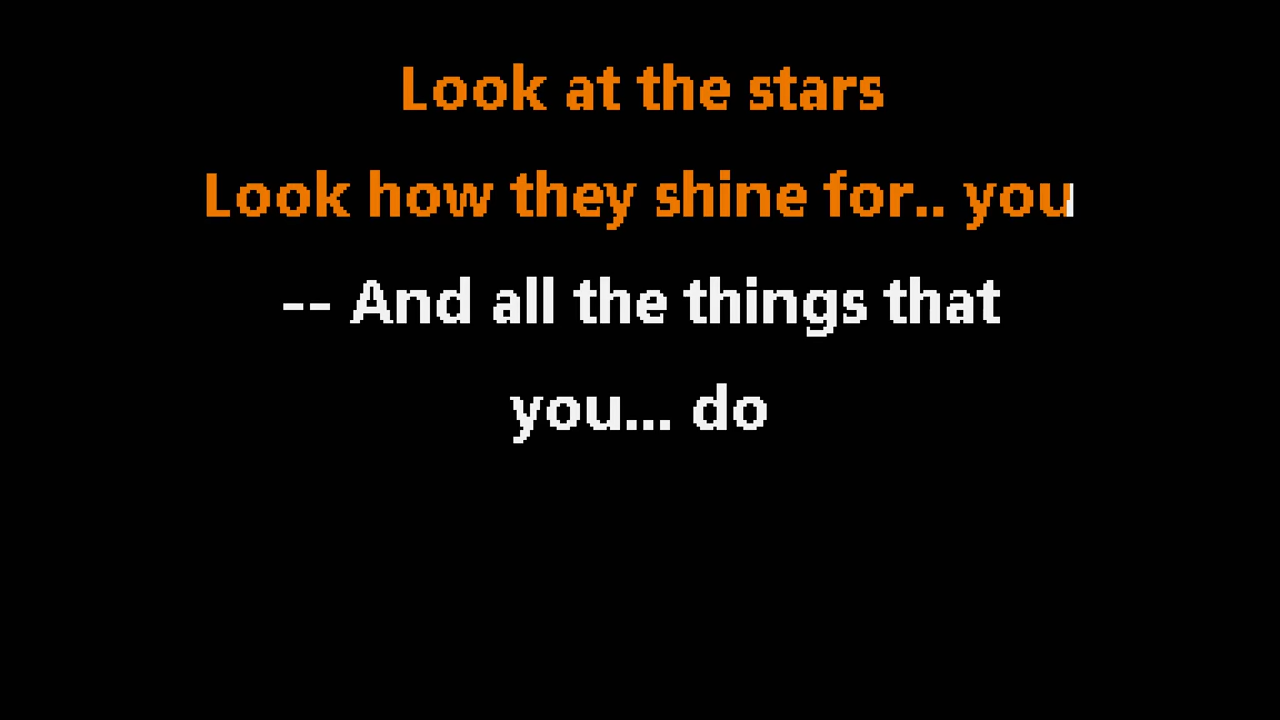 Look at the stars
Look how they shine for.. you
-- And all the things that
you... do